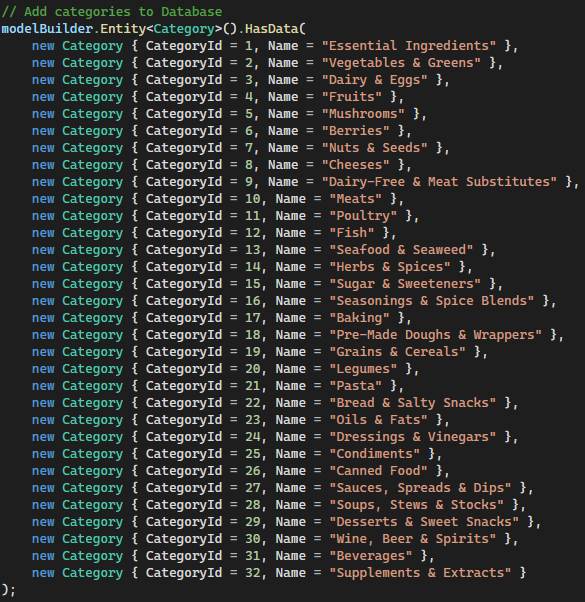 // Add categories to Database
modelBuilder.Entity<Category>().HasData(
    new Category { CategoryId = 1, Name = "Essential Ingredients" },
    new Category { CategoryId = 2, Name = "Vegetables & Greens" },
    new Category { CategoryId = 3, Name = "Dairy & Eggs" },
    new Category { CategoryId = 4, Name = "Fruits" },
    new Category { CategoryId = 5, Name = "Mushrooms" },
    new Category { CategoryId = 6, Name = "Berries" },
    new Category { CategoryId = 7, Name = "Nuts & Seeds" },
    new Category { CategoryId = 8, Name = "Cheeses" },
    new Category { CategoryId = 9, Name = "Dairy-Free & Meat Substitutes" },
    new Category { CategoryId = 10, Name = "Meats" },
    new Category { CategoryId = 11, Name = "Poultry" },
    new Category { CategoryId = 12, Name = "Fish" },
    new Category { CategoryId = 13, Name = "Seafood & Seaweed" },
    new Category { CategoryId = 14, Name = "Herbs & Spices" },
    new Category { CategoryId = 15, Name = "Sugar & Sweeteners" },
    new Category { CategoryId = 16, Name = "Seasonings & Spice Blends" },
    new Category { CategoryId = 17, Name = "Baking" },
    new Category { CategoryId = 18, Name = "Pre-Made Doughs & Wrappers" },
    new Category { CategoryId = 19, Name = "Grains & Cereals" },
    new Category { CategoryId = 20, Name = "Legumes" },
    new Category { CategoryId = 21, Name = "Pasta" },
    new Category { CategoryId = 22, Name = "Bread & Salty Snacks" },
    new Category { CategoryId = 23, Name = "Oils & Fats" },
    new Category { CategoryId = 24, Name = "Dressings & Vinegars" },
    new Category { CategoryId = 25, Name = "Condiments" },
    new Category { CategoryId = 26, Name = "Canned Food" },
    new Category { CategoryId = 27, Name = "Sauces, Spreads & Dips" },
    new Category { CategoryId = 28, Name = "Soups, Stews & Stocks" },
    new Category { CategoryId = 29, Name = "Desserts & Sweet Snacks" },
    new Category { CategoryId = 30, Name = "Wine, Beer & Spirits" },
    new Category { CategoryId = 31, Name = "Beverages" },
    new Category { CategoryId = 32, Name = "Supplements & Extracts" }
);